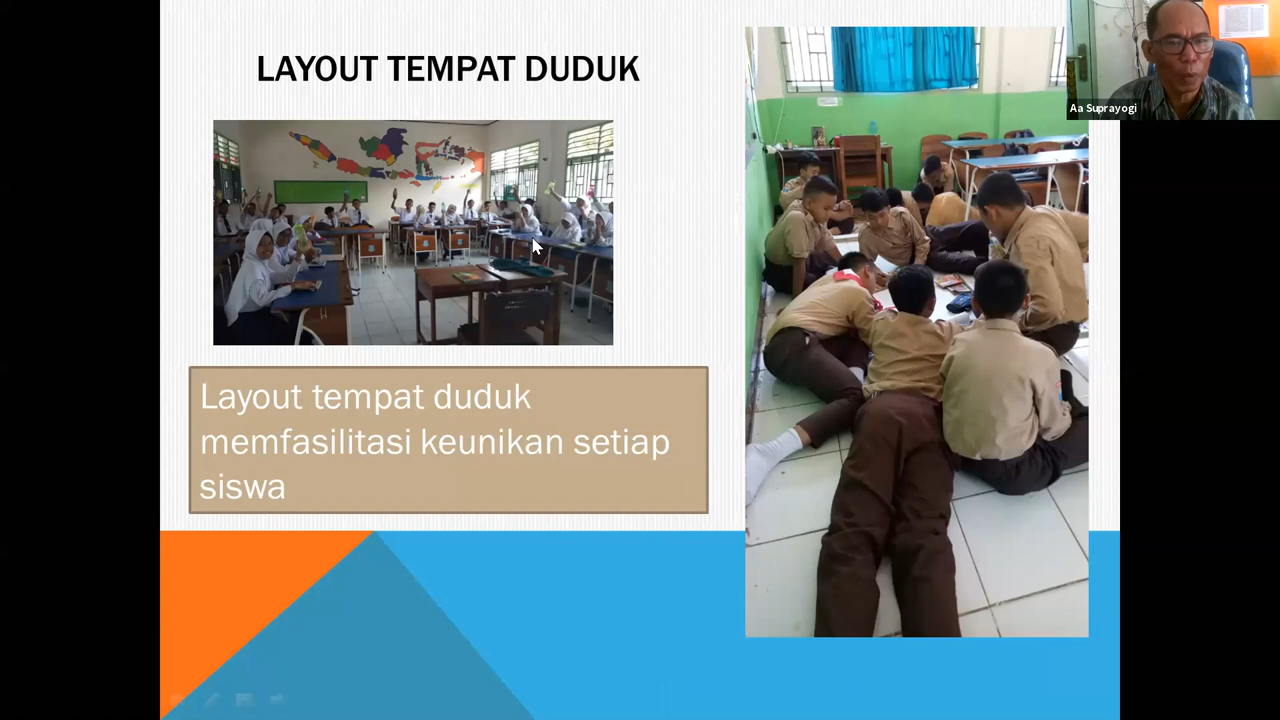 LAYOUT TEMPAT DUDUK
Aa Suprayogi
Layout tempat duduk
memfasilitasi keunikan setiap
siswa